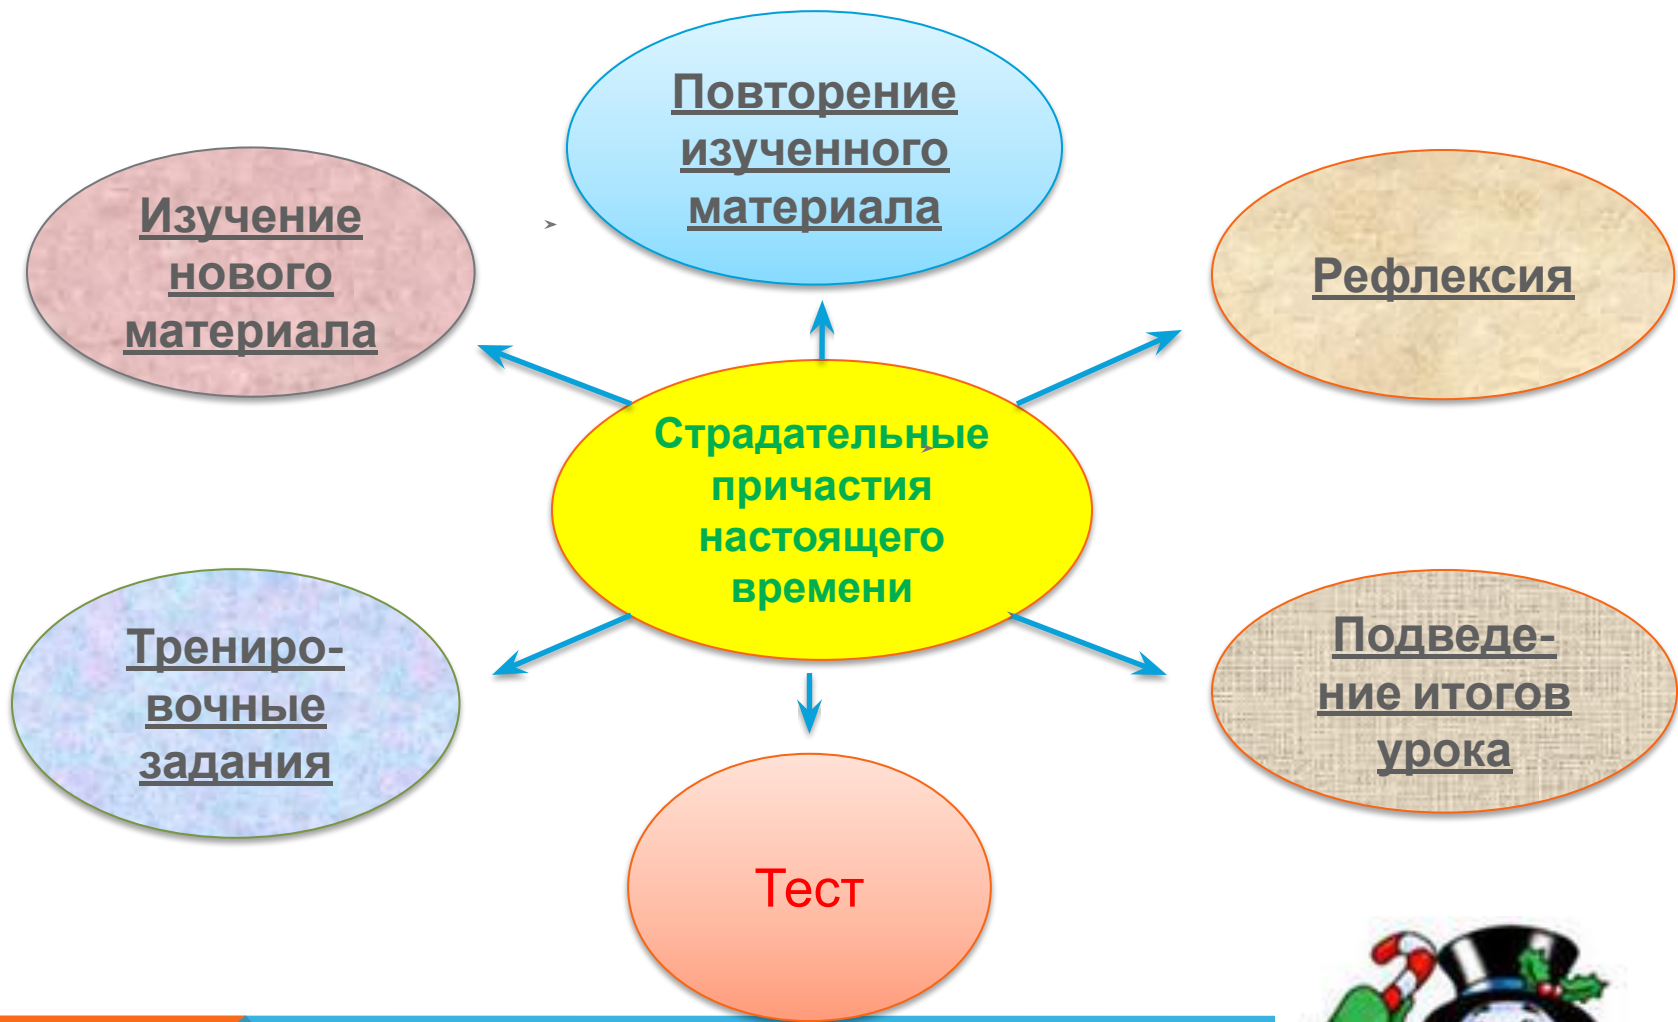 Повторение
изученного
материала
Изучение
нового
материала
Рефлексия
Страдательные
причастия
настоящего
времени
Трениро-
вочные
задания
Подведе-
ние итогов
урока
Тест